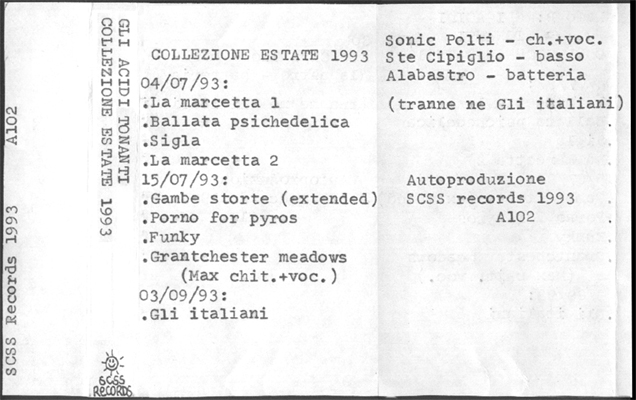 SCSS Records 1993 A102
GLI ACIDI TONANTI
COLLEZIONE ESTATE 1993
SCSS
RECORDS
COLLEZIONE ESTATE 1993
04/07/93:
.La marcetta 1
.Ballata psichedelica
.Sigla
.La marcetta 2
15/07/93:
.Gambe storte (extended)
.Porno for pyros
.Funky
.Grantchester meadows
(Max chit.+voc.)
03/09/93:
.Gli italiani
Sonic Polti - ch.+voc.
Ste Cipiglio - basso
Alabastro - batteria
(tranne ne Gli italiani)
Autoproduzione
SCSS records 1993
A102